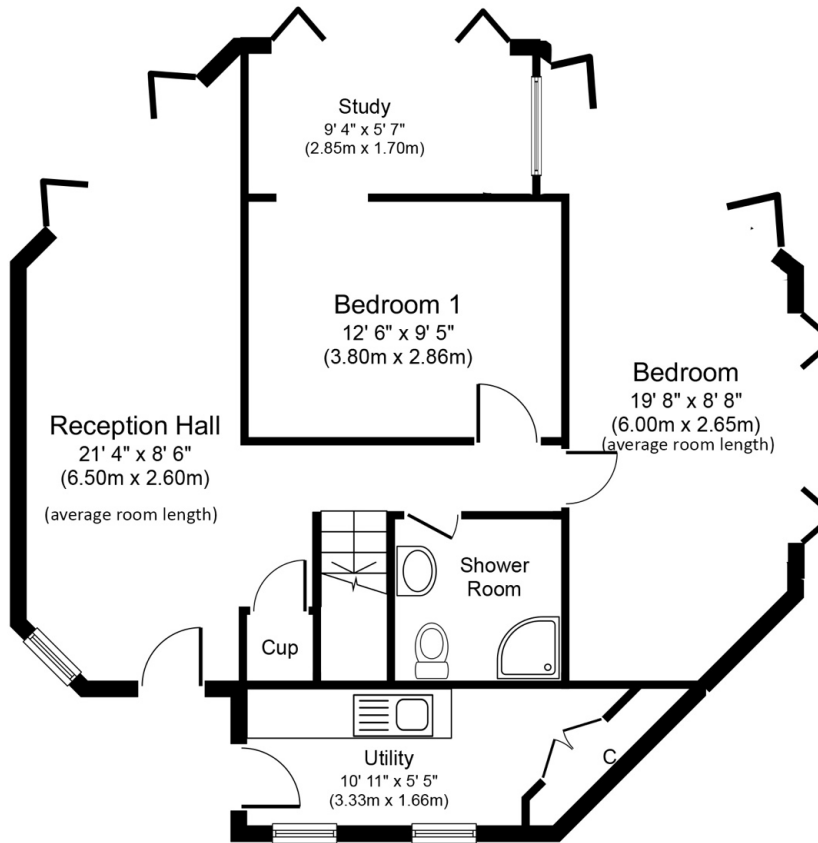 Study
9' 4" x 5' 7"
(2.85m x 1.70m)
Bedroom 1
12' 6" x 9' 5"
(3.80m x 2.86m)
Bedroom
19' 8" x 8' 8"
(6.00m x 2.65m)
(average room length)
Reception Hall
21' 4" x 8' 6"
(6.50m x 2.60m)
(average room length)
Shower
Room
Cup
Utility
10' 11" x 5' 5"
(3.33m x 1.66m)
C